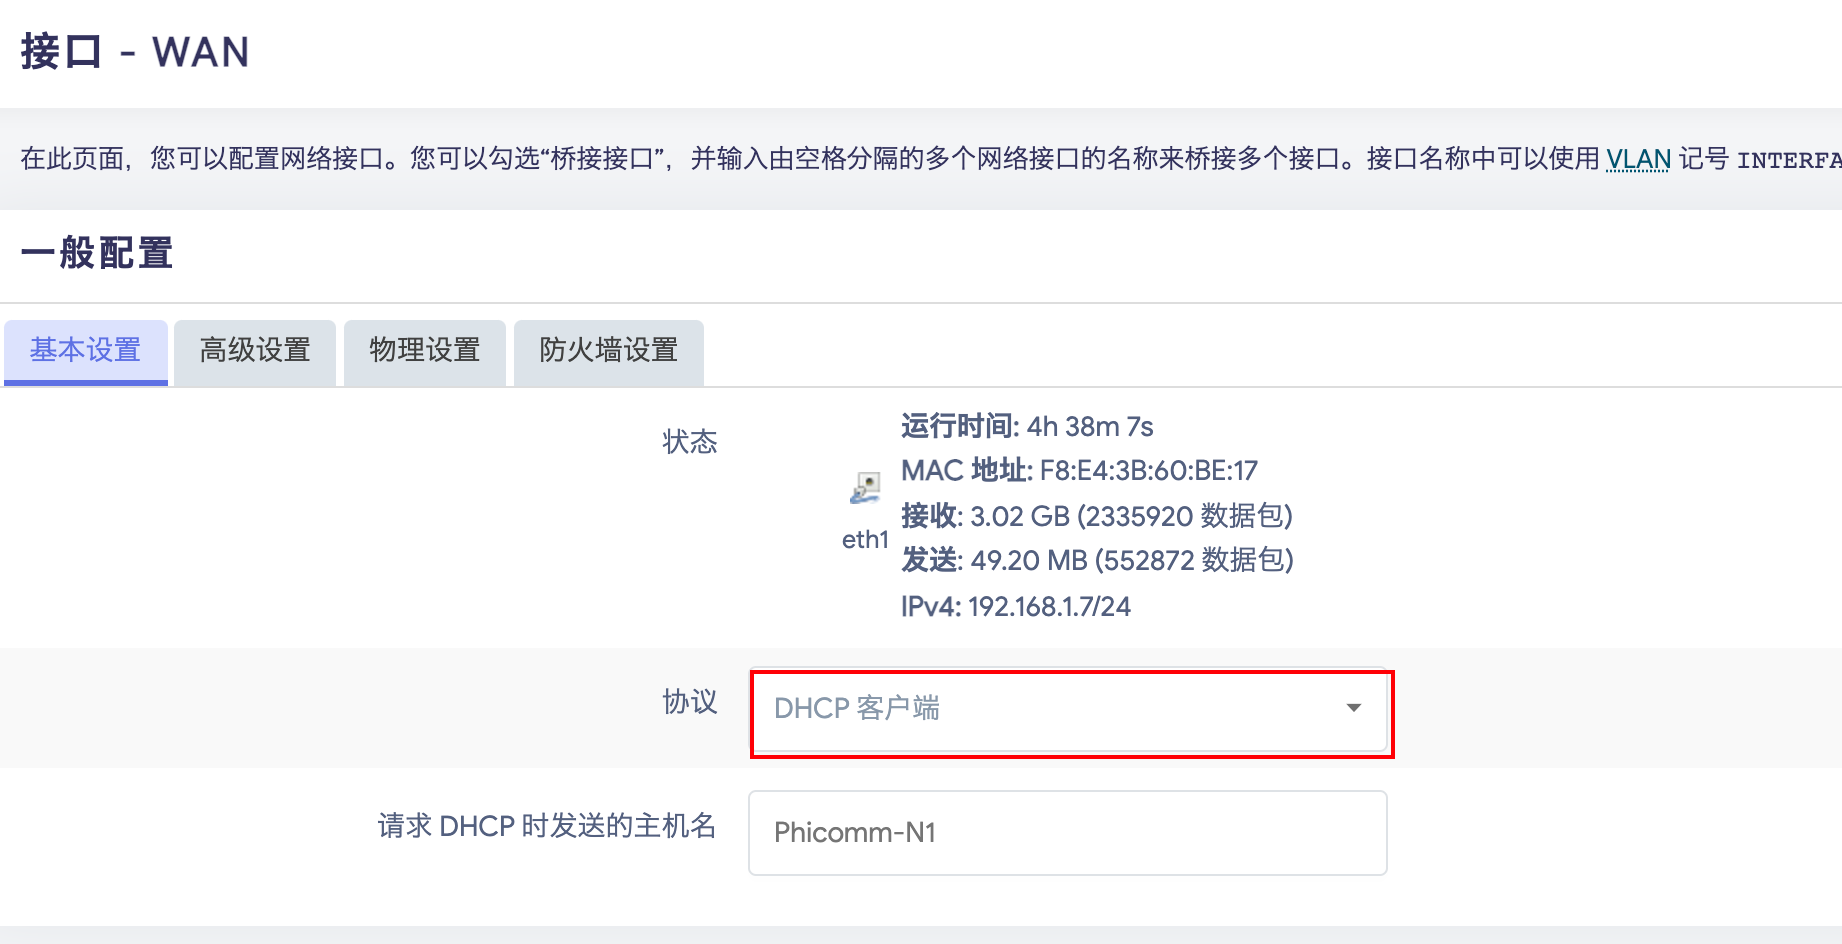 接口 - WAN
在此页面，您可以配置网络接口。您可以勾选“桥接接口”，并输入由空格分隔的多个网络接口的名称来桥接多个接口。接口名称中可以使用 VLAN 记号 INTERFA
一般配置
基本设置 高级设置 物理设置 防火墙设置
状态
eth1
运行时间: 4h 38m 7s
MAC 地址: F8:E4:3B:60:BE:17
接收: 3.02 GB (2335920 数据包)
发送: 49.20 MB (552872 数据包)
IPv4: 192.168.1.7/24
协议 DHCP 客户端
请求 DHCP 时发送的主机名 Phicomm-N1